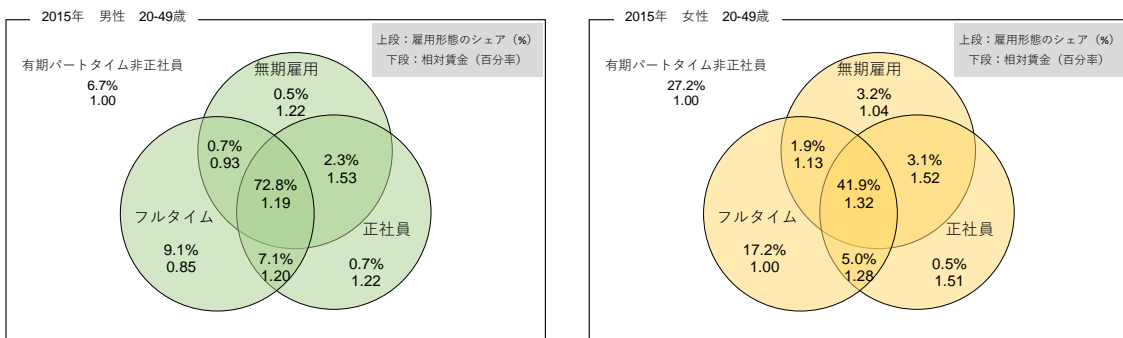 2015年 男性 20-49歳
上段：雇用形態のシェア（%）
下段：相対賃金（百分率）
有期パートタイム非正社員
6.7%
1.00
無期雇用
0.5%
1.22
0.7%
0.93
2.3%
1.53
72.8%
1.19
フルタイム
9.1%
0.85
正社員
7.1%
1.20
0.7%
1.22
2015年 女性 20-49歳
上段：雇用形態のシェア（%）
下段：相対賃金（百分率）
有期パートタイム非正社員
27.2%
1.00
無期雇用
3.2%
1.04
1.9%
1.13
3.1%
1.52
41.9%
1.32
フルタイム
17.2%
1.00
正社員
5.0%
1.28
0.5%
1.51